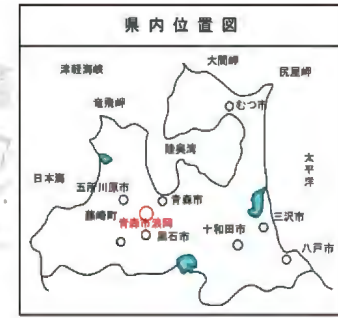 県内位置図
大間岬
尻屋岬
津軽海峡
竜飛岬
むつ市
陸奥湾
太平洋
日本海
五所川原市
青森市
藤崎町
青森市浪岡
三沢市
十和田市
黒石市
八戸市